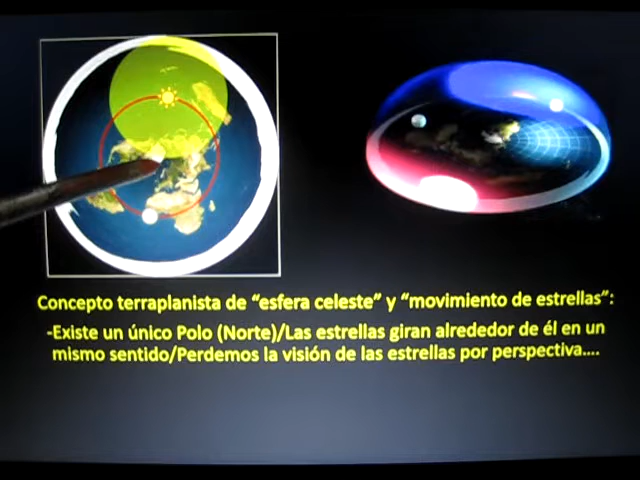 Concepto terraplanista de "esfera celeste" y "movimiento de estrellas":
-Existe un único Polo (Norte)/Las estrellas giran alrededor de él en un
mismo sentido/Perdemos la visión de las estrellas por perspectiva....